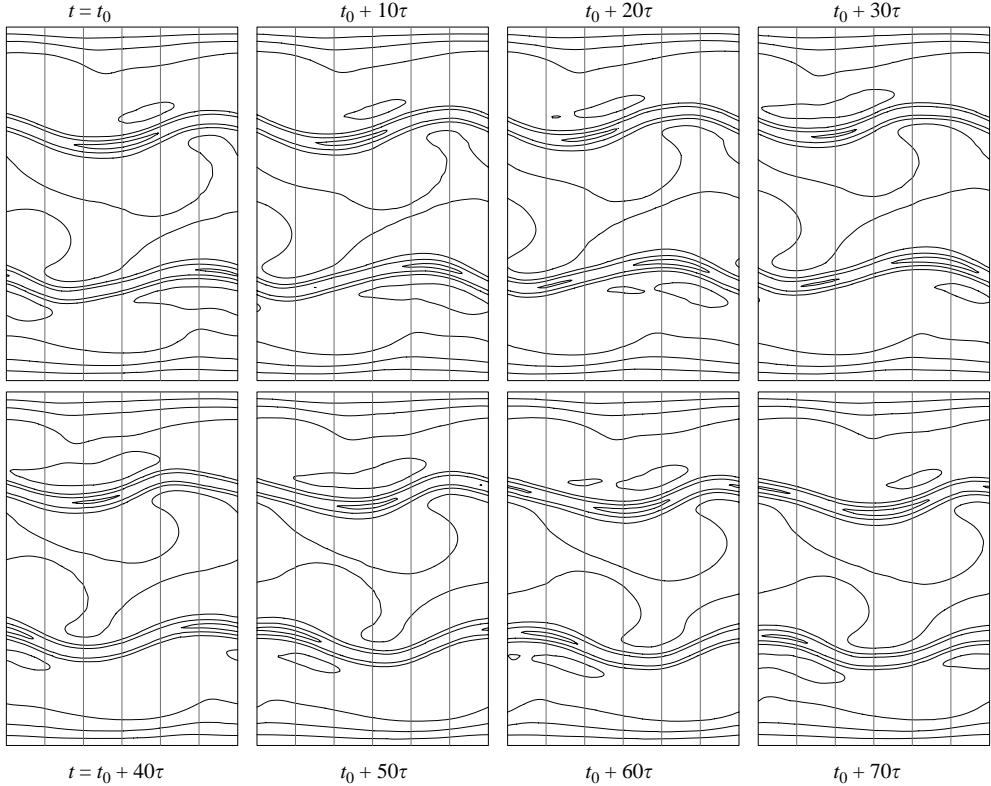 t = t₀
t₀ + 10τ
t₀ + 20τ
t₀ + 30τ
t = t₀ + 40τ
t₀ + 50τ
t₀ + 60τ
t₀ + 70τ